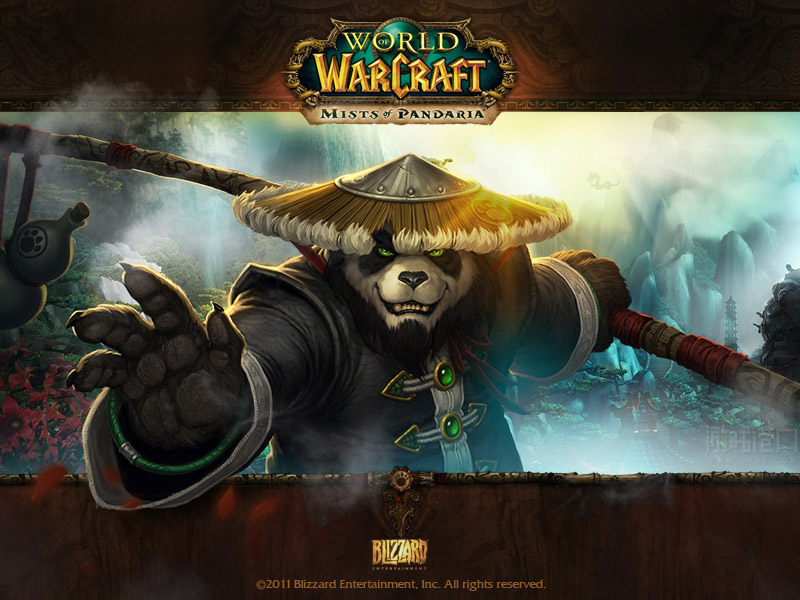 WORLD
OF
WARCRAFT
MISTS of PANDARIA
BLIZZARD
ENTERTAINMENT
©2011 Blizzard Entertainment, Inc. All rights reserved.